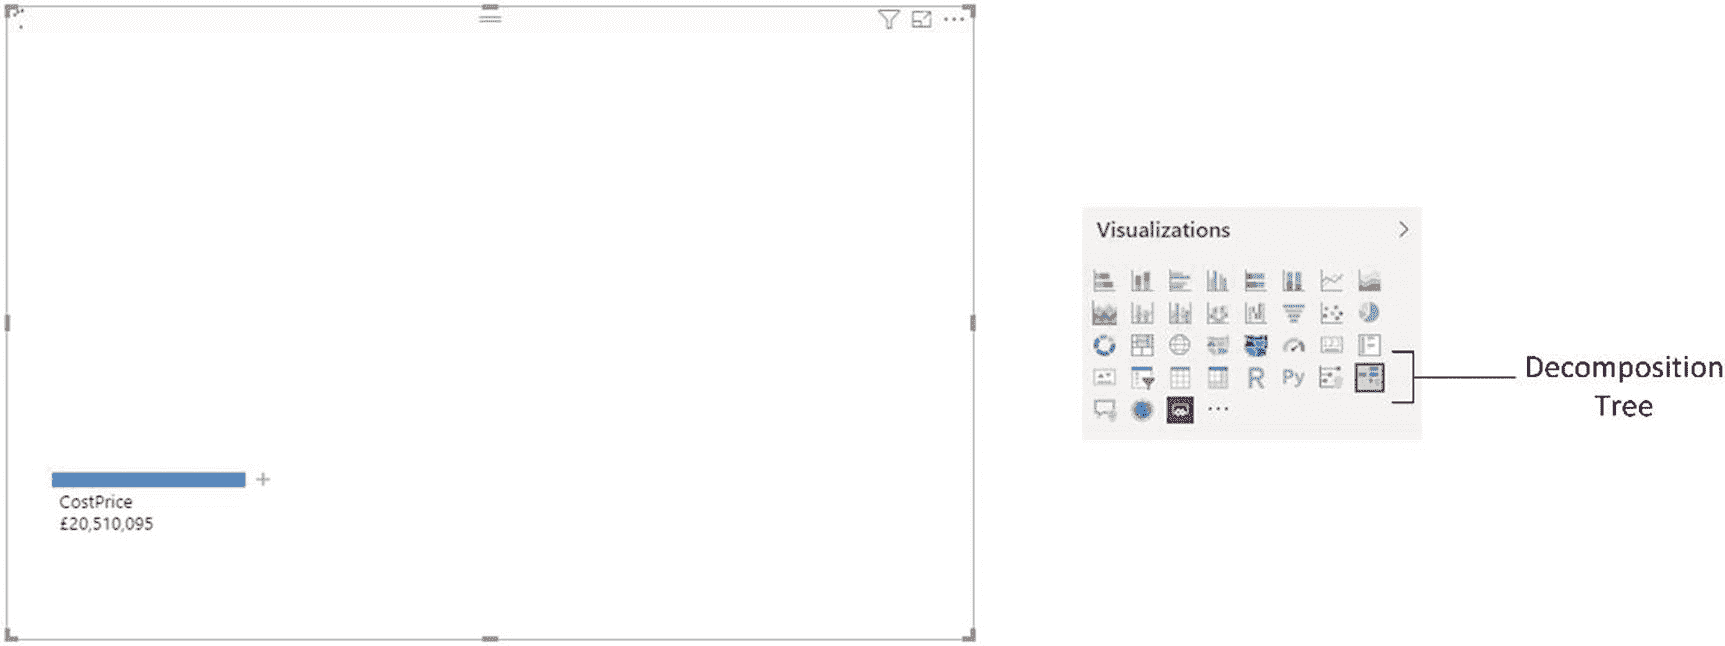 CostPrice
£20,510,095
Visualizations
R
Py
Decomposition
Tree